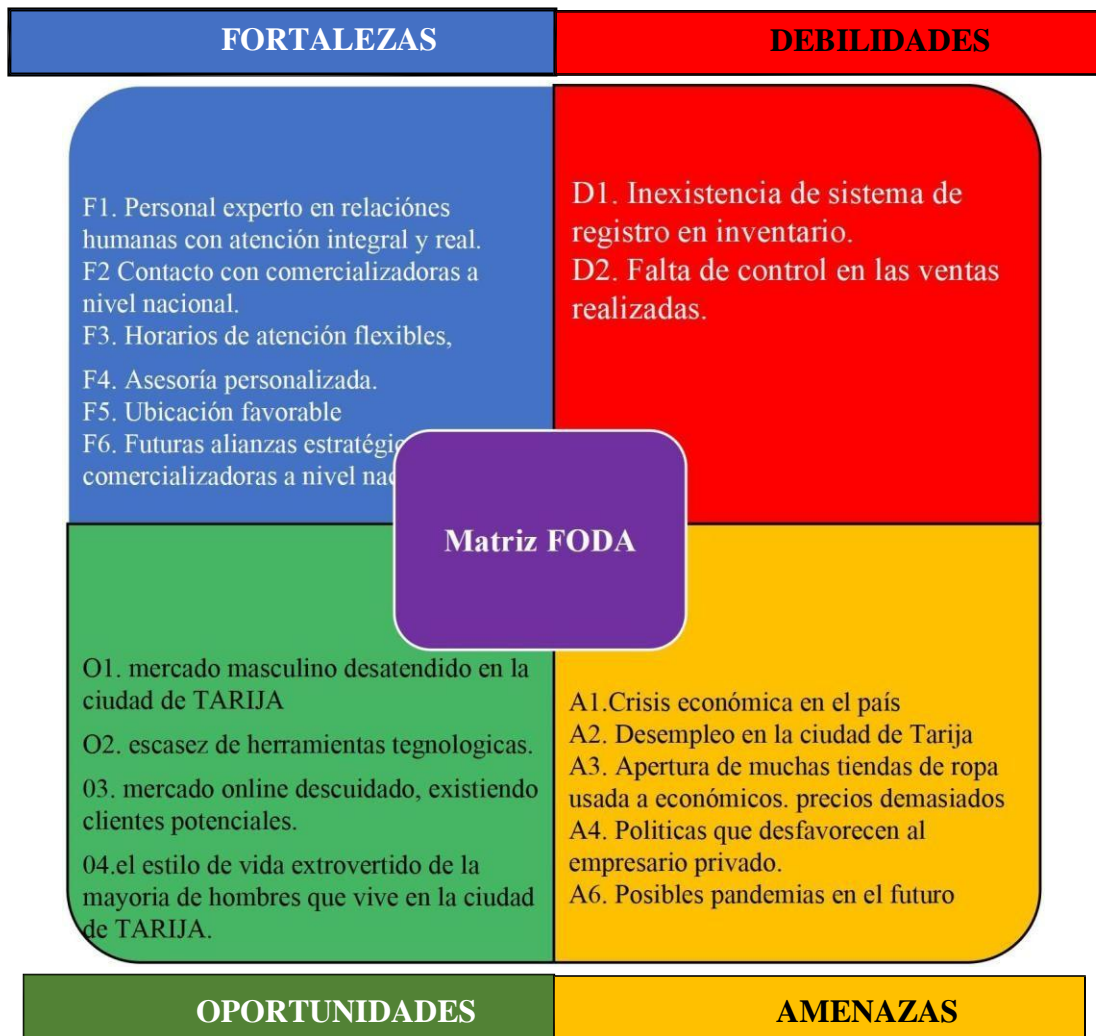 FORTALEZAS
DEBILIDADES
F1. Personal experto en relaciónes
humanas con atención integral y real.
F2 Contacto con comercializadoras a
nivel nacional.
F3. Horarios de atención flexibles,
F4. Asesoría personalizada.
F5. Ubicación favorable
F6. Futuras alianzas
comercializadoras a nivel
D1. Inexistencia de sistema de
registro en inventario.
D2. Falta de control en las ventas
realizadas.
Matriz FODA
O1. mercado masculino desatendido en la
ciudad de TARIJA
O2. escasez de herramientas tegnologicas.
03. mercado online descuidado, existiendo
clientes potenciales.
04.el estilo de vida extrovertido de la
mayoria de hombres que vive en la ciudad
de TARIJA.
A1.Crisis económica en el país
A2. Desempleo en la ciudad de Tarija
A3. Apertura de muchas tiendas de ropa
usada a económicos. precios demasiados
A4. Politicas que desfavorecen al
empresario privado.
A6. Posibles pandemias en el futuro
OPORTUNIDADES
AMENAZAS